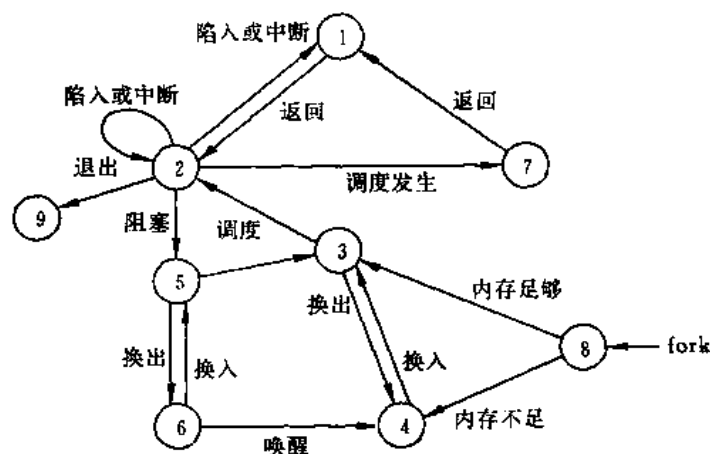 陷入或中断
1
陷入或中断
返回
返回
退出
2
7
调度发生
9
阻塞
调度
3
5
内存足够
换出
8
fork
换出
换入
换入
6
4
内存不足
唤醒